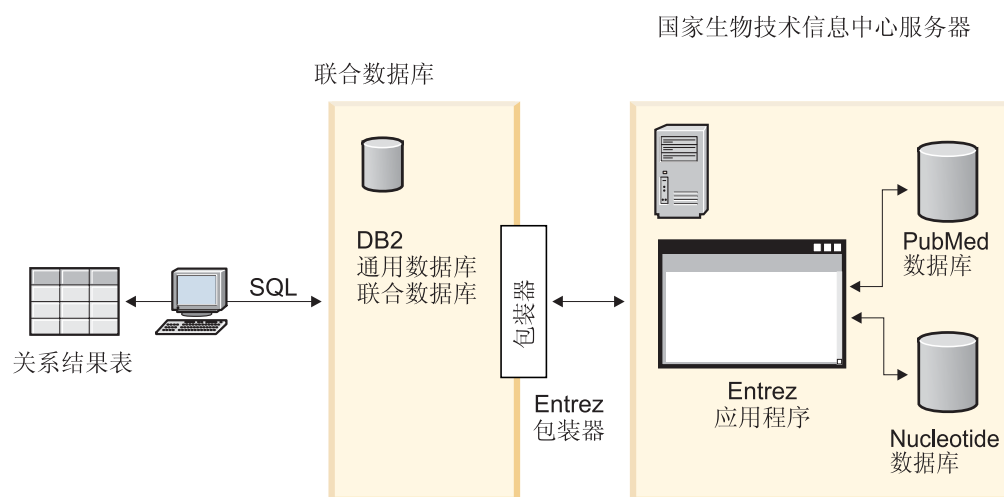 国家生物技术信息中心服务器
联合数据库
DB2
通用数据库
联合数据库
SQL
关系结果表
包装器
Entrez
包装器
Entrez
应用程序
PubMed
数据库
Nucleotide
数据库